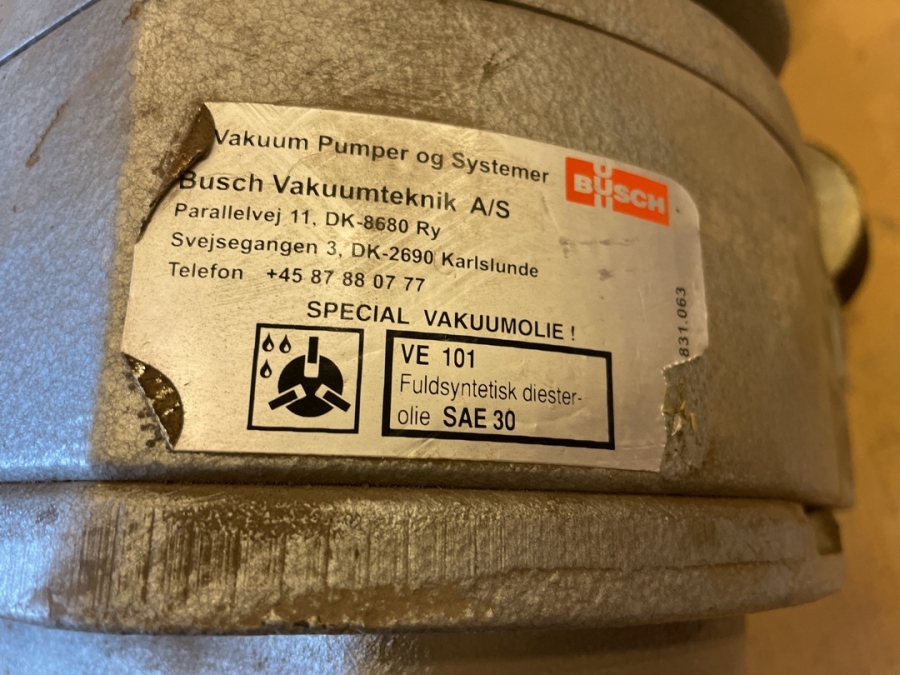 Vakuum Pumper og Systemer
BUSCH
Busch Vakuumteknik A/S
Parallelvej 11, DK-8680 Ry
Svejsegangen 3, DK-2690 Karlslunde
Telefon +45 87 88 07 77
SPECIAL VAKUUMOLIE !
VE 101
Fuldsyntetisk diester-
olie SAE 30
831.063